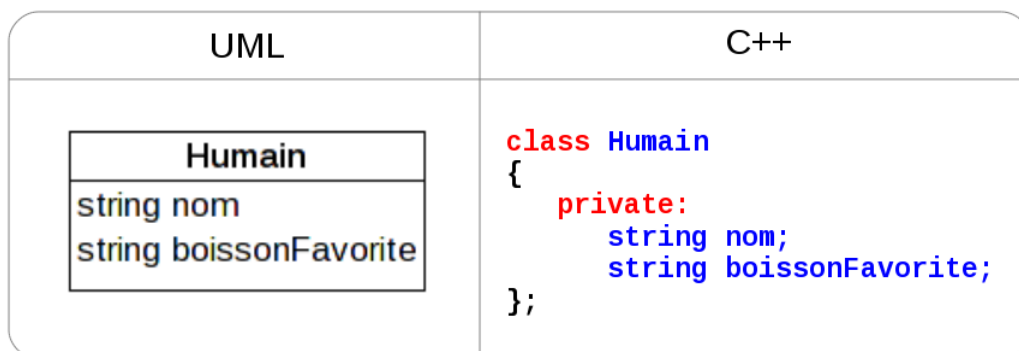 UML
C++
Humain
string nom
string boissonFavorite
class Humain
{
private:
string nom;
string boissonFavorite;
};